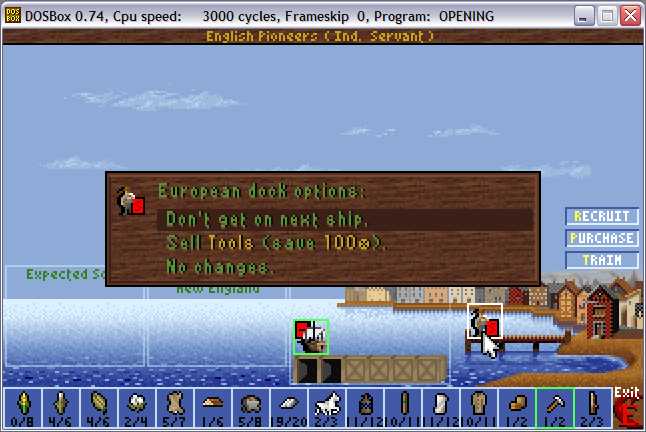 DOSBox 0.74, Cpu speed: 3000 cycles, Frameskip 0, Program: OPENING
English Pioneers (Ind. Servant)
European dock options:
Don't get on next ship.
Sell Tools (save 100).
No changes.
RECRUIT
PURCHASE
TRAIN
Expected
New England
Exit
0/8 4/6 4/6 2/4 5/7 1/6 5/8 19/20 2/3 11/12 10/11 11/12 10/11 1/2 1/2 2/3